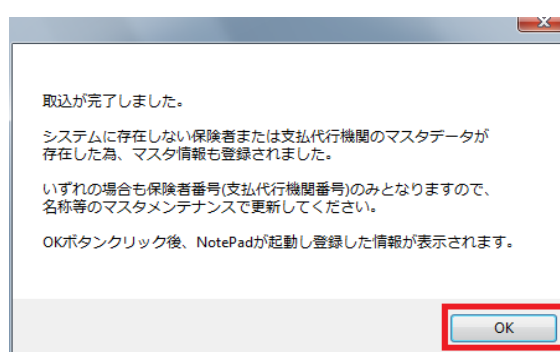 取込が完了しました。
システムに存在しない保険者または支払代行機関のマスタデータが
存在した為、マスタ情報も登録されました。
いずれの場合も保険者番号(支払代行機関番号)のみとなりますので、
名称等のマスタメンテナンスで更新してください。
OKボタンクリック後、NotePadが起動し登録した情報が表示されます。
OK